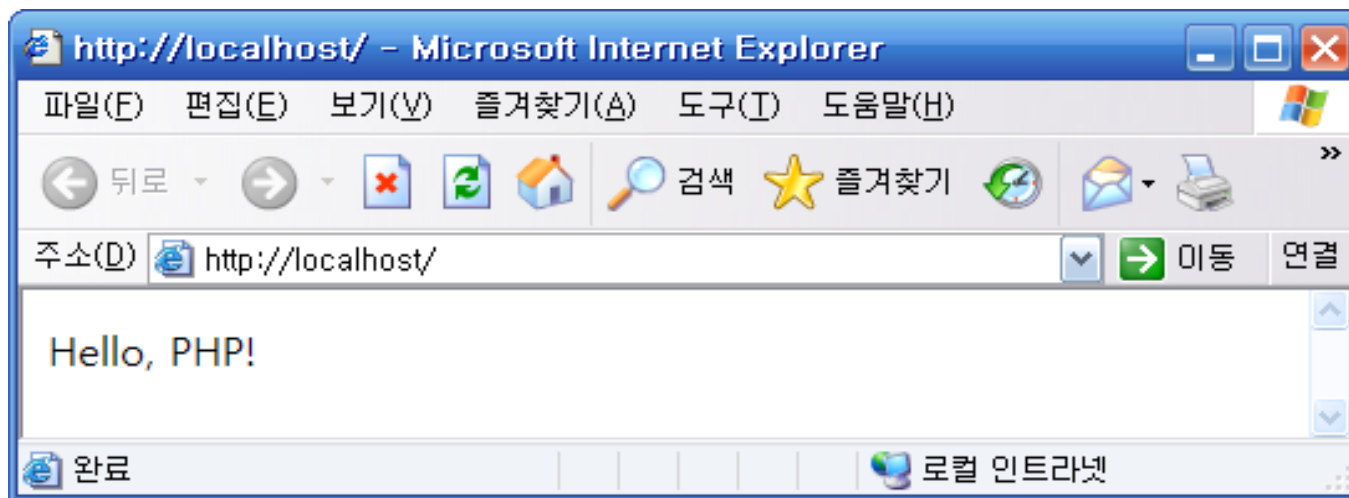 http://localhost/ - Microsoft Internet Explorer
파일(F) 편집(E) 보기(V) 즐겨찾기(A) 도구(T) 도움말(H)
뒤로 검색 즐겨찾기 »
주소(D) http://localhost/ 이동 연결
Hello, PHP!
완료 로컬 인트라넷